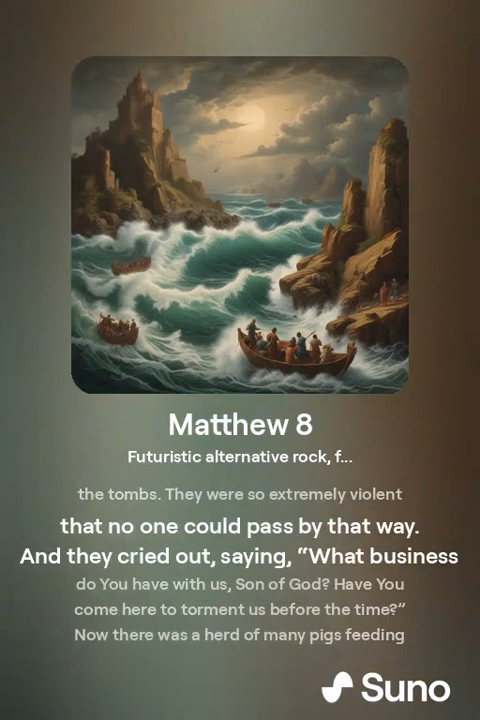 Matthew 8
Futuristic alternative rock, f...
the tombs. They were so extremely violent
that no one could pass by that way.
And they cried out, saying, “What business
do You have with us, Son of God? Have You
come here to torment us before the time?”
Now there was a herd of many pigs feeding
Suno